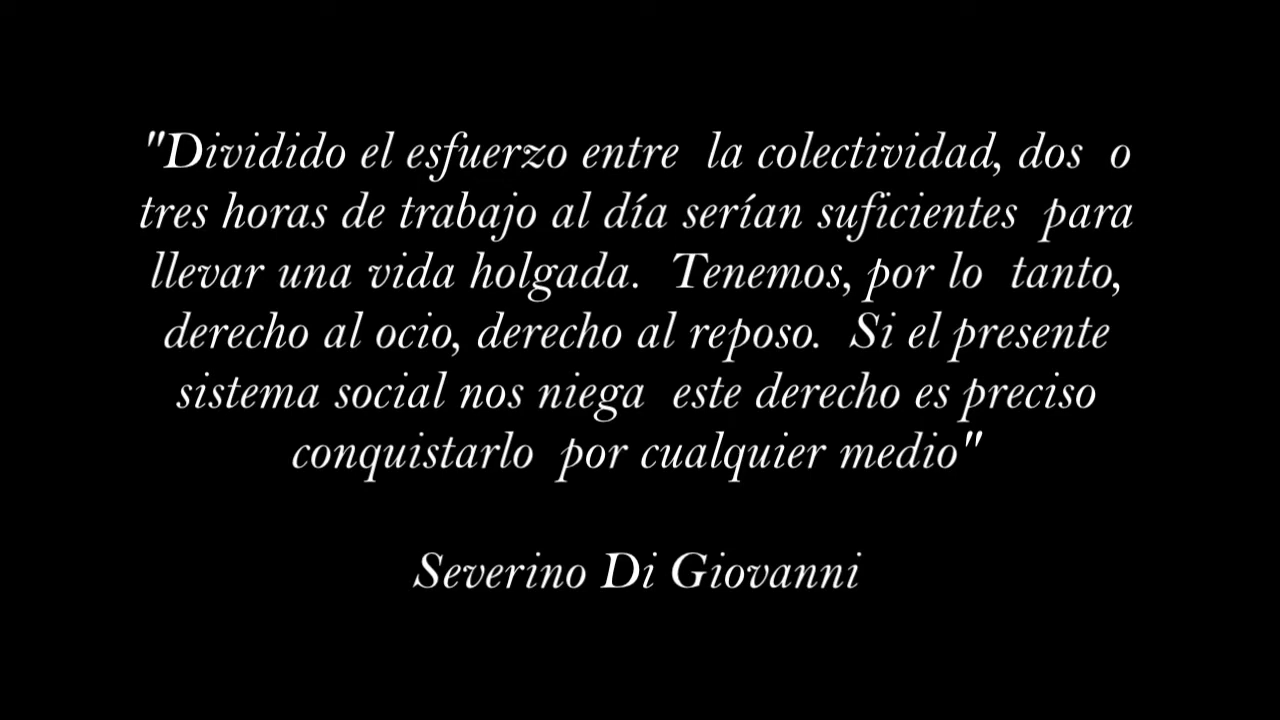 "Dividido el esfuerzo entre la colectividad, dos o
tres horas de trabajo al día serían suficientes para
llevar una vida holgada. Tenemos, por lo tanto,
derecho al ocio, derecho al reposo. Si el presente
sistema social nos niega este derecho es preciso
conquistarlo por cualquier medio"
Severino Di Giovanni